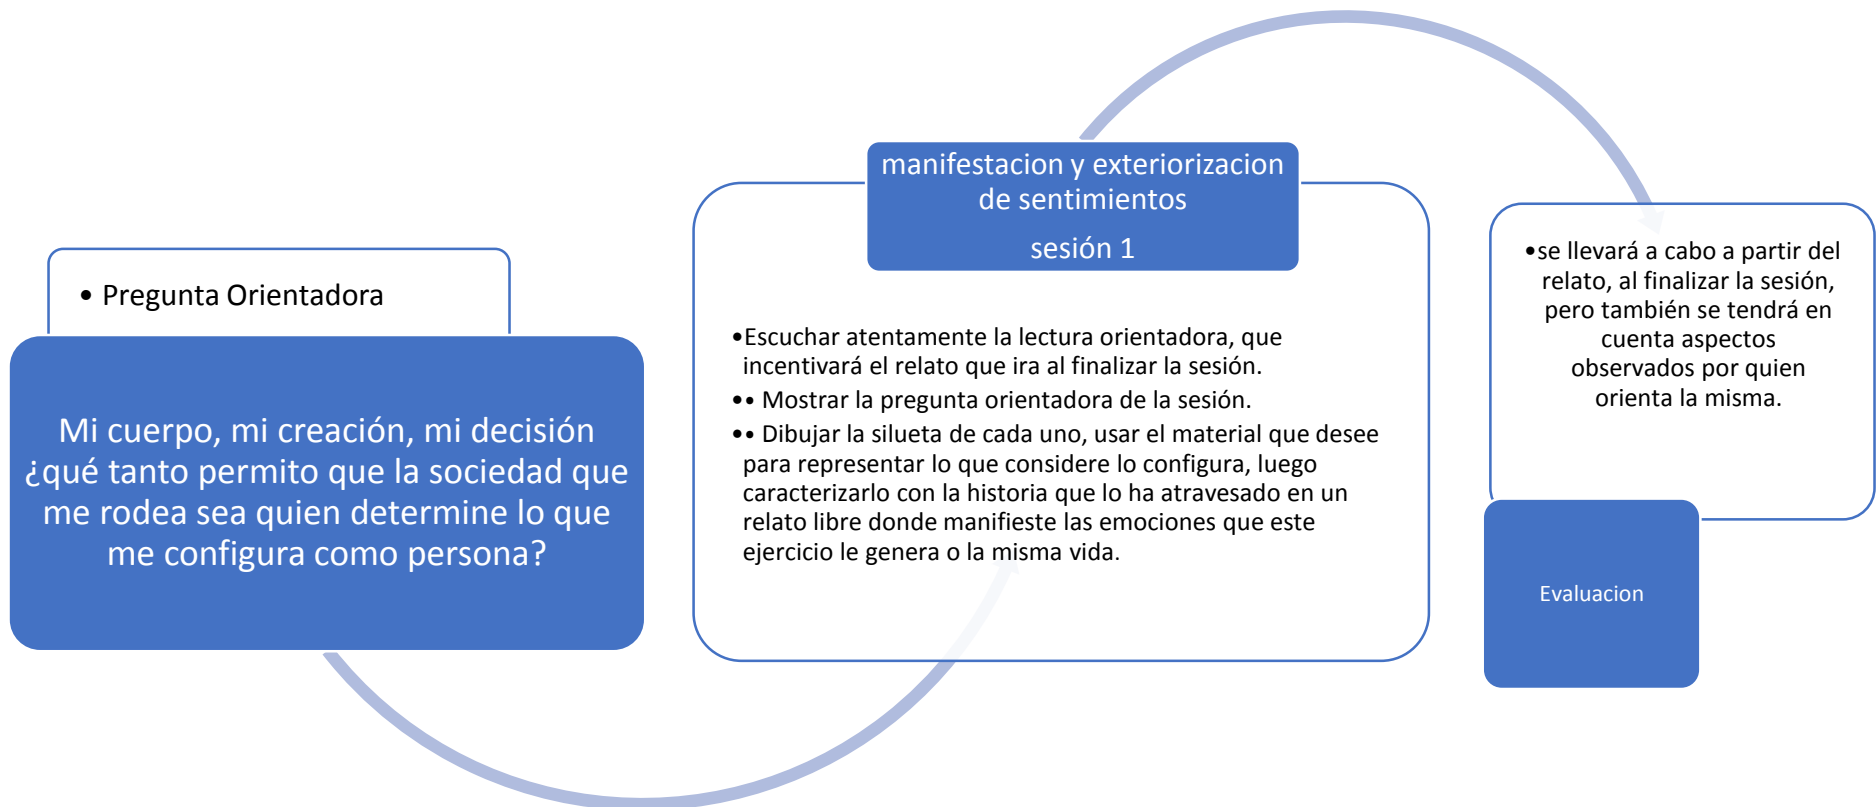 • Pregunta Orientadora
Mi cuerpo, mi creación, mi decisión
¿qué tanto permito que la sociedad que
me rodea sea quien determine lo que
me configura como persona?
manifestacion y exteriorizacion
de sentimientos
sesión 1
•Escuchar atentamente la lectura orientadora, que
incentivará el relato que ira al finalizar la sesión.
•• Mostrar la pregunta orientadora de la sesión.
•• Dibujar la silueta de cada uno, usar el material que desee
para representar lo que considere lo configura, luego
caracterizarlo con la historia que lo ha atravesado en un
relato libre donde manifieste las emociones que este
ejercicio le genera o la misma vida.
•se llevará a cabo a partir del
relato, al finalizar la sesión,
pero también se tendrá en
cuenta aspectos
observados por quien
orienta la misma.
Evaluacion